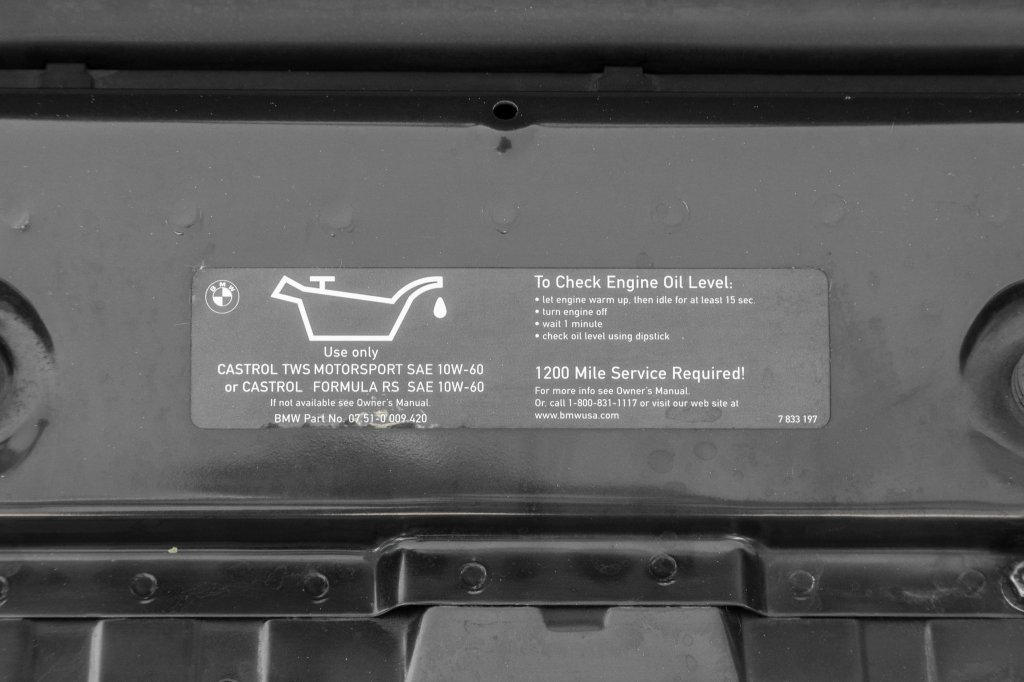 BMW
Use only
CASTROL TWS MOTORSPORT SAE 10W-60
or CASTROL FORMULA RS SAE 10W-60
If not available see Owner's Manual.
BMW Part No. 07.51-0 009.420
To Check Engine Oil Level:
• let engine warm up, then idle for at least 15 sec.
• turn engine off
• wait 1 minute
• check oil level using dipstick .
1200 Mile Service Required!
For more info see Owner's Manual.
Or, call 1-800-831-1117 or visit our web site at
www.bmwusa.com
7 833 197